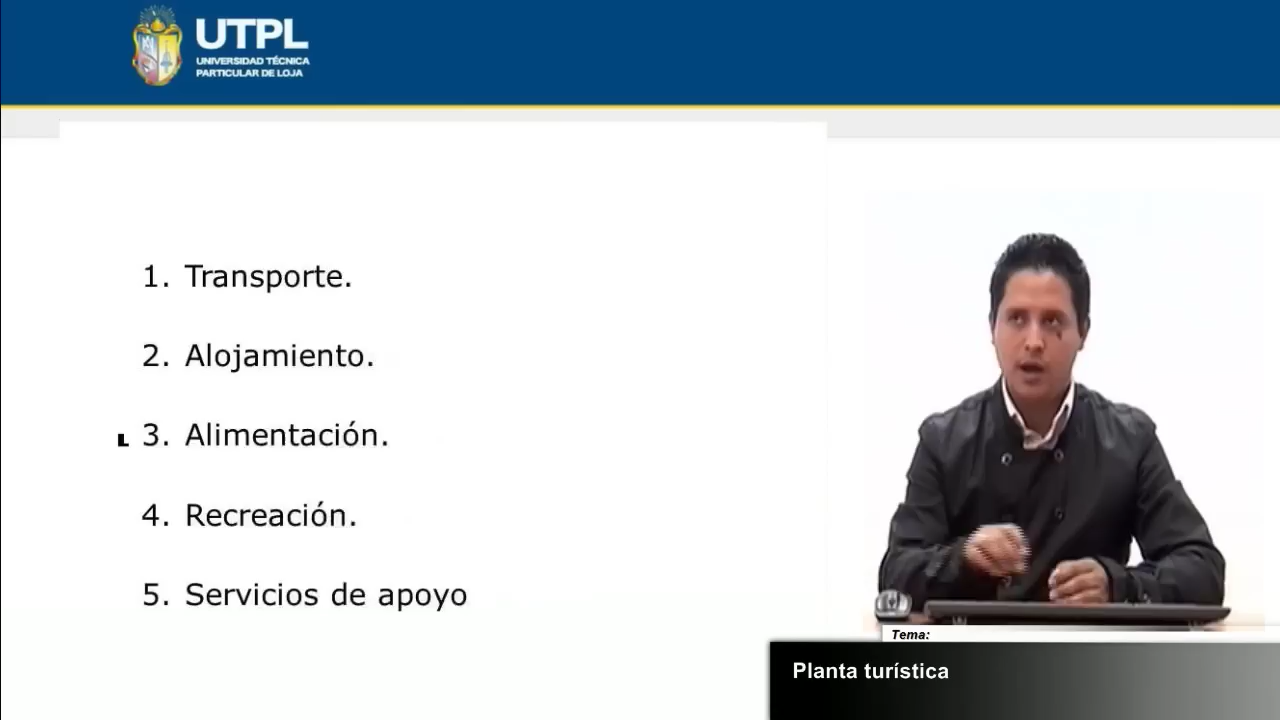 UTPL
UNIVERSIDAD TÉCNICA
PARTICULAR DE LOJA
1. Transporte.
2. Alojamiento.
3. Alimentación.
4. Recreación.
5. Servicios de apoyo
Tema:
Planta turística